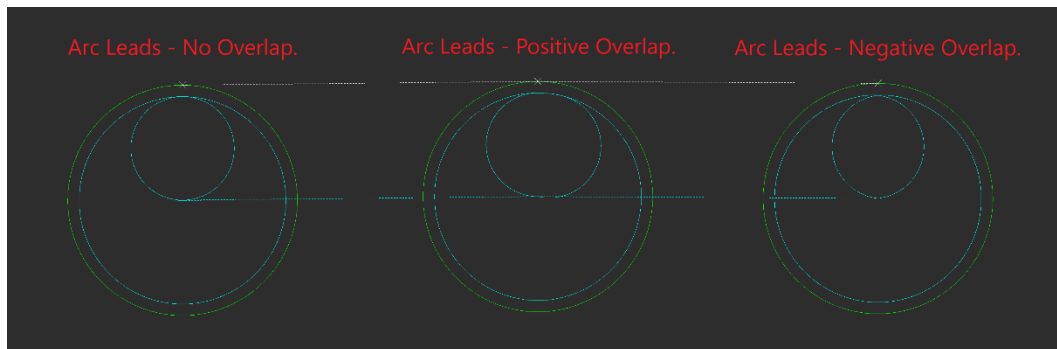 Arc Leads - No Overlap.
Arc Leads - Positive Overlap.
Arc Leads - Negative Overlap.